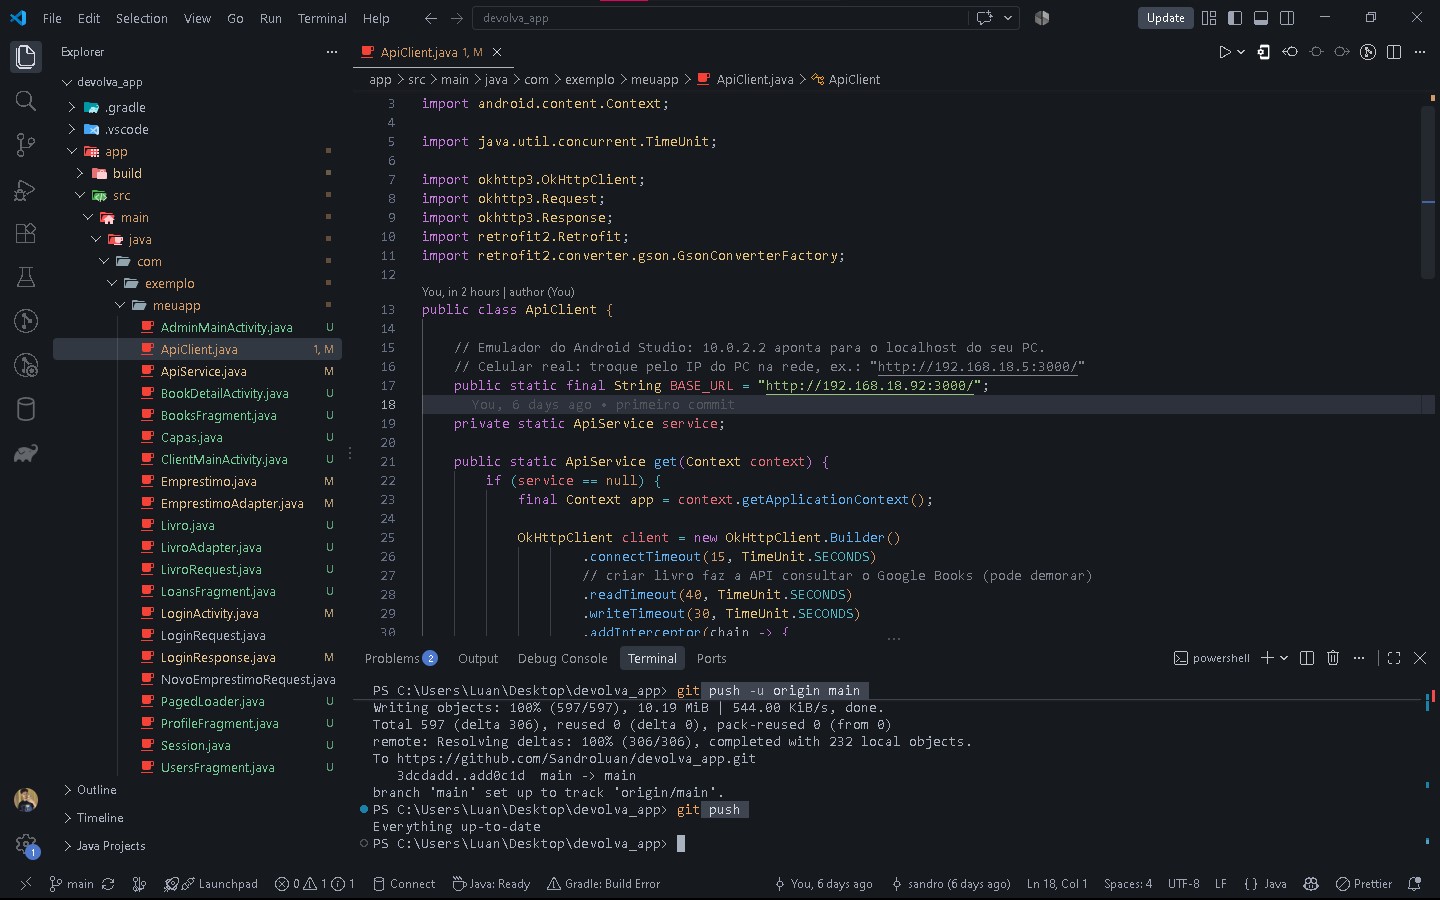 File Edit Selection View Go Run Terminal Help
devolva_app
Update
Explorer
ApiClient.java 1, M
app > src > main > java > com > exemplo > meuapp > ApiClient.java > ApiClient
devolva_app
.gradle
.vscode
app
build
src
main
java
com
exemplo
meuapp
AdminMainActivity.java U
ApiClient.java 1, M
ApiService.java M
BookDetailActivity.java U
BooksFragment.java U
Capas.java U
ClientMainActivity.java U
Emprestimo.java M
EmprestimoAdapter.java M
Livro.java U
LivroAdapter.java U
LivroRequest.java U
LoansFragment.java U
LoginActivity.java M
LoginRequest.java
LoginResponse.java M
NovoEmprestimoRequest.java
PagedLoader.java U
ProfileFragment.java U
Session.java U
UsersFragment.java U
Outline
Timeline
Java Projects
1
3 import android.content.Context;
4
5 import java.util.concurrent.TimeUnit;
6
7 import okhttp3.OkHttpClient;
8 import okhttp3.Request;
9 import okhttp3.Response;
10 import retrofit2.Retrofit;
11 import retrofit2.converter.gson.GsonConverterFactory;
12
You, in 2 hours | author (You)
13 public class ApiClient {
14
15 // Emulador do Android Studio: 10.0.2.2 aponta para o localhost do seu PC.
16 // Celular real: troque pelo IP do PC na rede, ex.: "http://192.168.18.5:3000/"
17 public static final String BASE_URL = "http://192.168.18.92:3000/";
18 You, 6 days ago • primeiro commit
19 private static ApiService service;
20
21 public static ApiService get(Context context) {
22 if (service == null) {
23 final Context app = context.getApplicationContext();
24
25 OkHttpClient client = new OkHttpClient.Builder()
26 .connectTimeout(15, TimeUnit.SECONDS)
27 // criar livro faz a API consultar o Google Books (pode demorar)
28 .readTimeout(40, TimeUnit.SECONDS)
29 .writeTimeout(30, TimeUnit.SECONDS)
30 .addInterceptor(chain -> {
Problems 2 Output Debug Console Terminal Ports
powershell
PS C:\Users\Luan\Desktop\devolva_app> git push -u origin main
Writing objects: 100% (597/597), 10.19 MiB | 544.00 KiB/s, done.
Total 597 (delta 306), reused 0 (delta 0), pack-reused 0 (from 0)
remote: Resolving deltas: 100% (306/306), completed with 232 local objects.
To https://github.com/Sandroluan/devolva_app.git
3dcdadd..add0c1d main -> main
branch 'main' set up to track 'origin/main'.
PS C:\Users\Luan\Desktop\devolva_app> git push
Everything up-to-date
PS C:\Users\Luan\Desktop\devolva_app>
main Launchpad 0 1 1 Connect Java: Ready Gradle: Build Error You, 6 days ago sandro (6 days ago) Ln 18, Col 1 Spaces: 4 UTF-8 LF {} Java Prettier